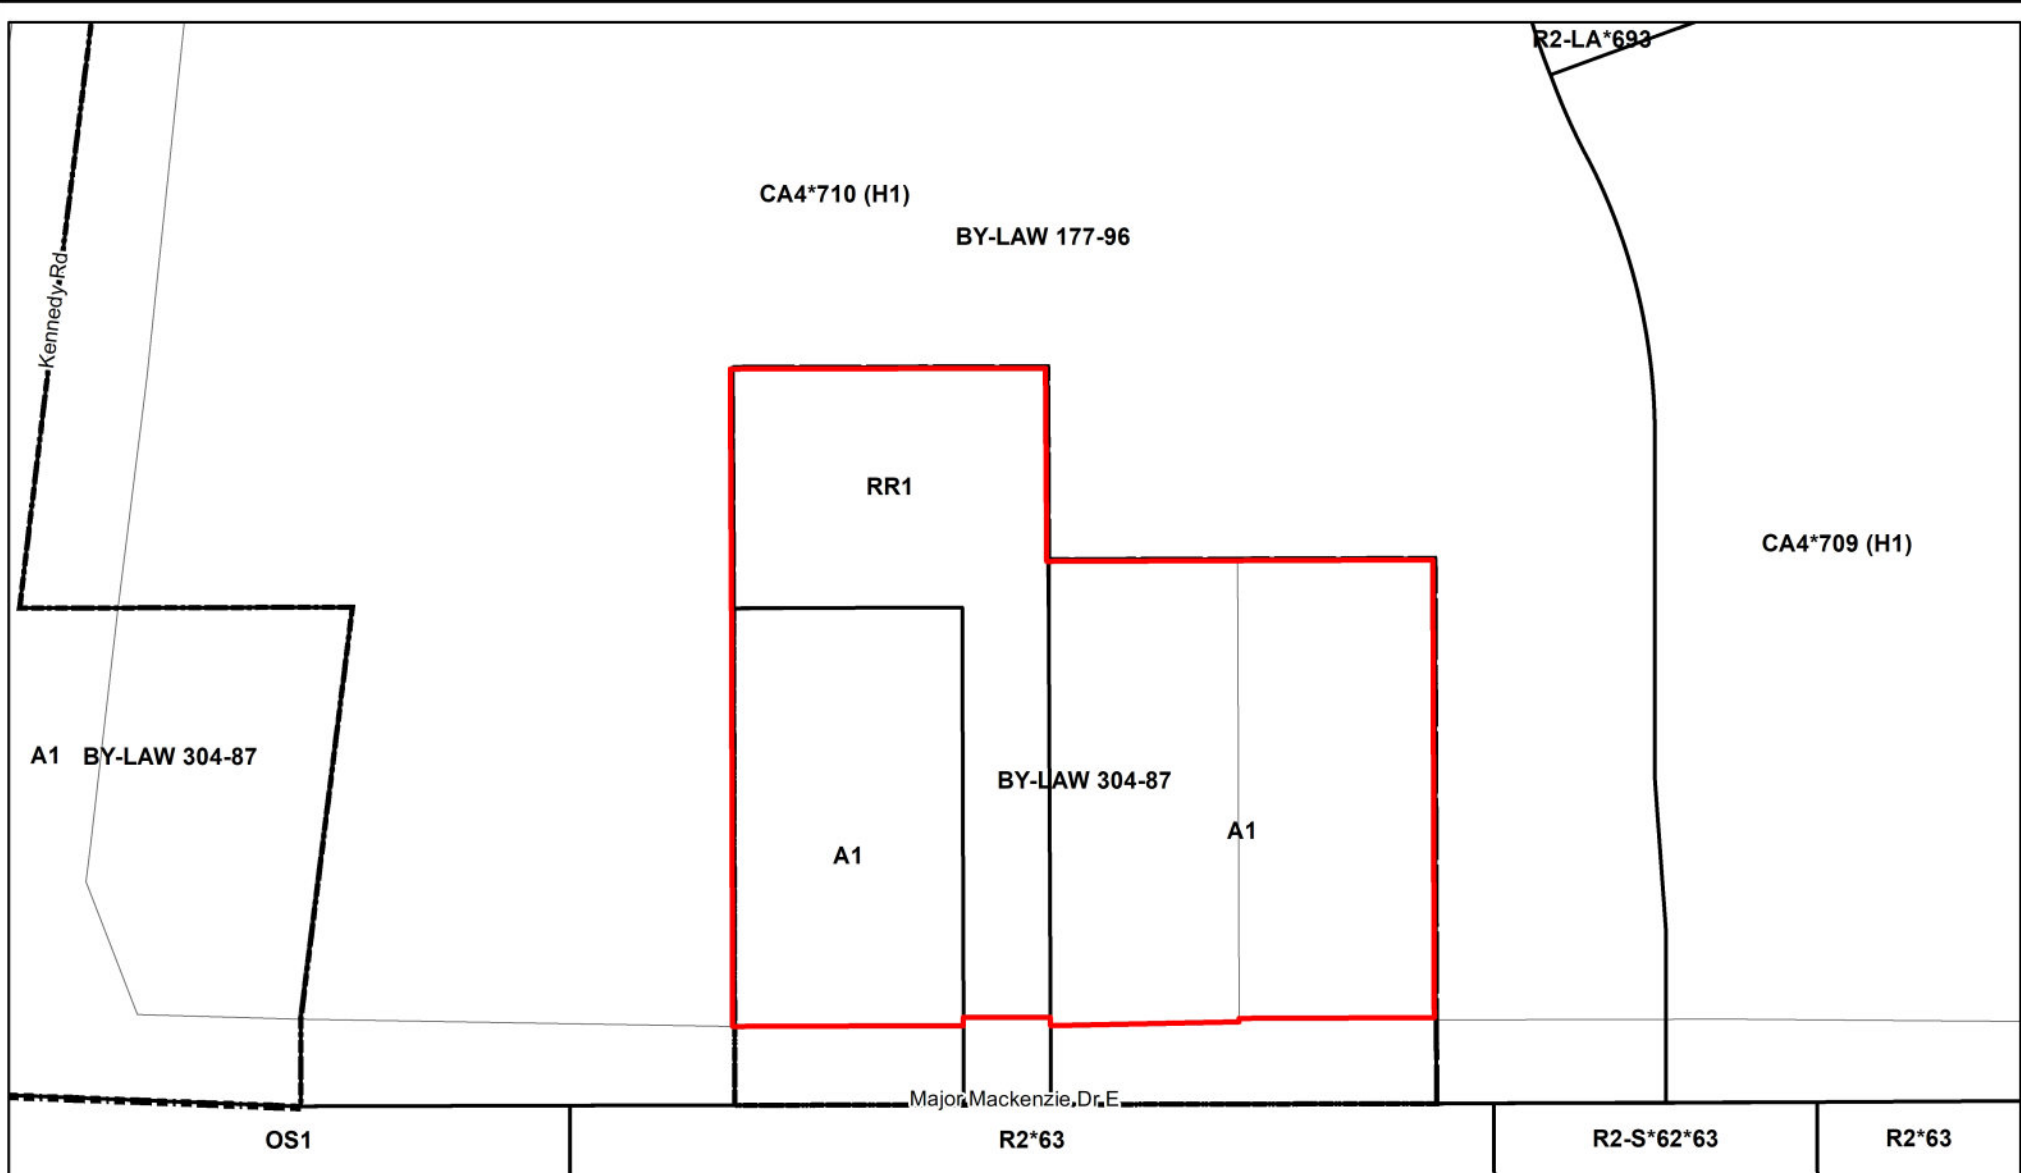 R2-LA*693
CA4*710 (H1)
BY-LAW 177-96
Kennedy Rd
RR1
CA4*709 (H1)
A1 BY-LAW 304-87
BY-LAW 304-87
A1
A1
Major Mackenzie Dr E
OS1
R2*63
R2-S*62*63
R2*63